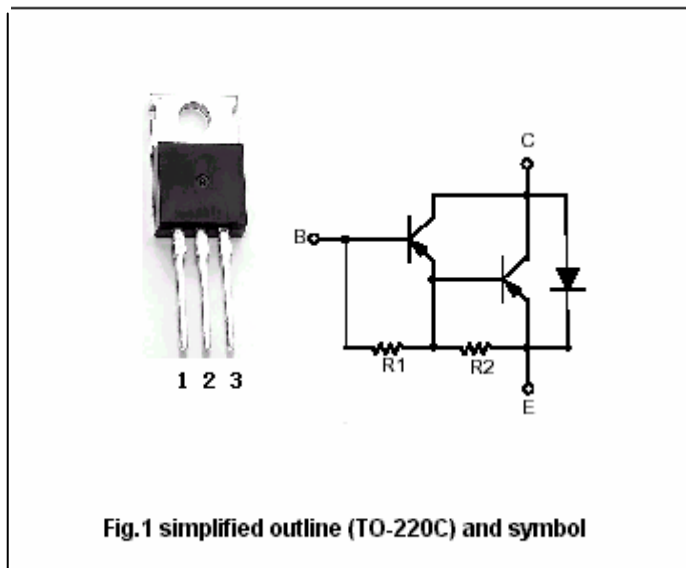 C
B
R1
R2
1 2 3
E
Fig.1 simplified outline (TO-220C) and symbol